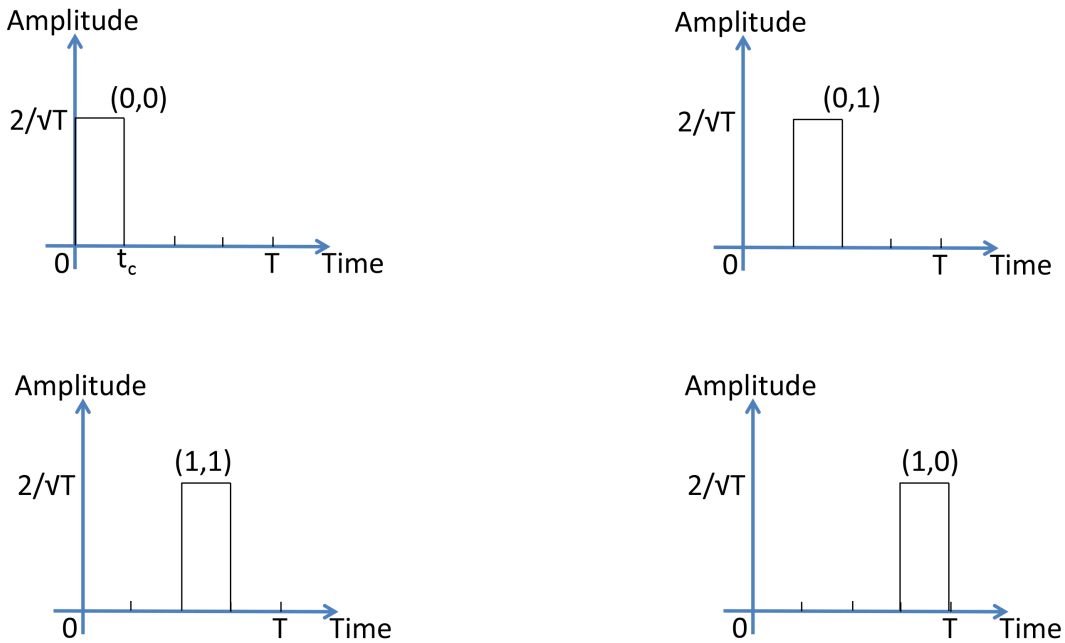 Amplitude
(0,0)
2/√T
0
t_c
T
Time
Amplitude
(0,1)
2/√T
0
T
Time
Amplitude
(1,1)
2/√T
0
T
Time
Amplitude
(1,0)
2/√T
0
T
Time